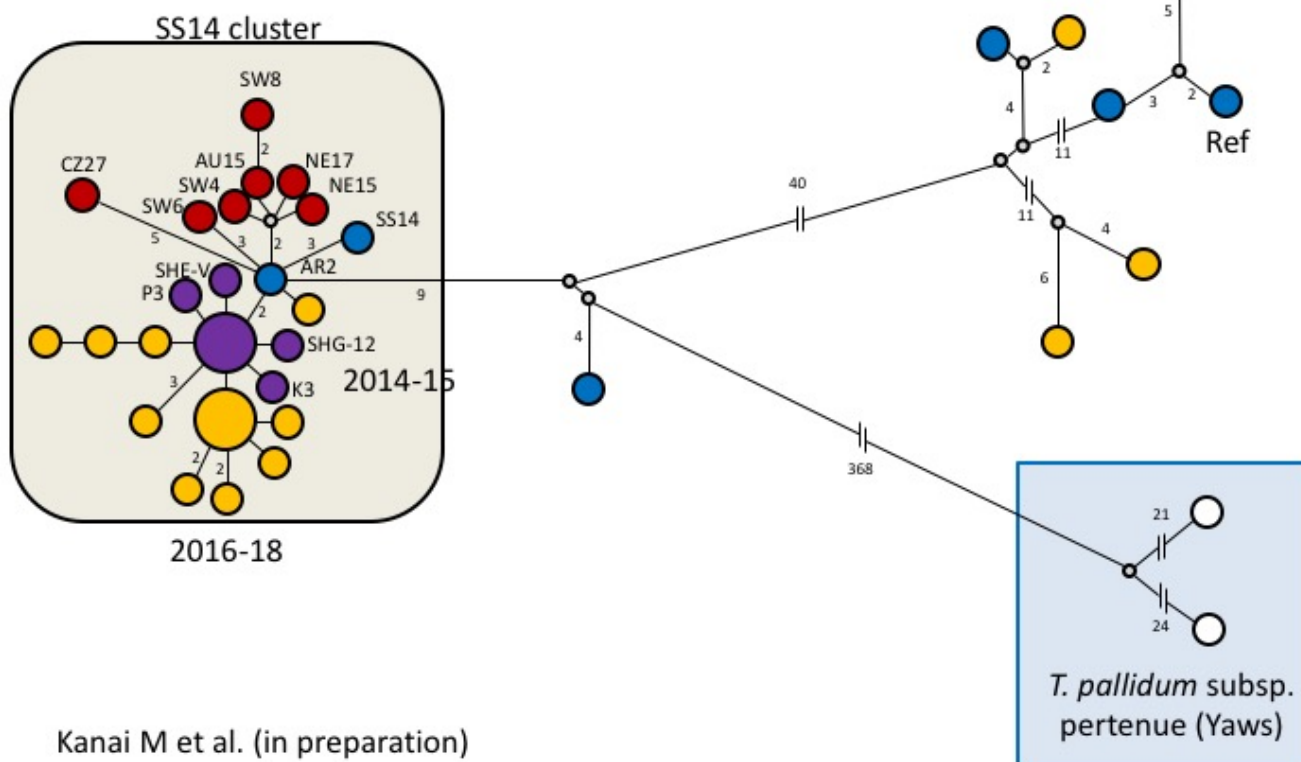 SS14 cluster
SW8
2
AU15
NE17
CZ27
SW4
NE15
SW6
SS14
5
3
2
3
SHE-V
AR2
P3
2
9
SHG-12
3
2014-15
K3
2
2
2016-18
40
4
368
5
2
4
3
2
11
Ref
11
4
6
21
24
T. pallidum subsp.
pertenue (Yaws)
Kanai M et al. (in preparation)